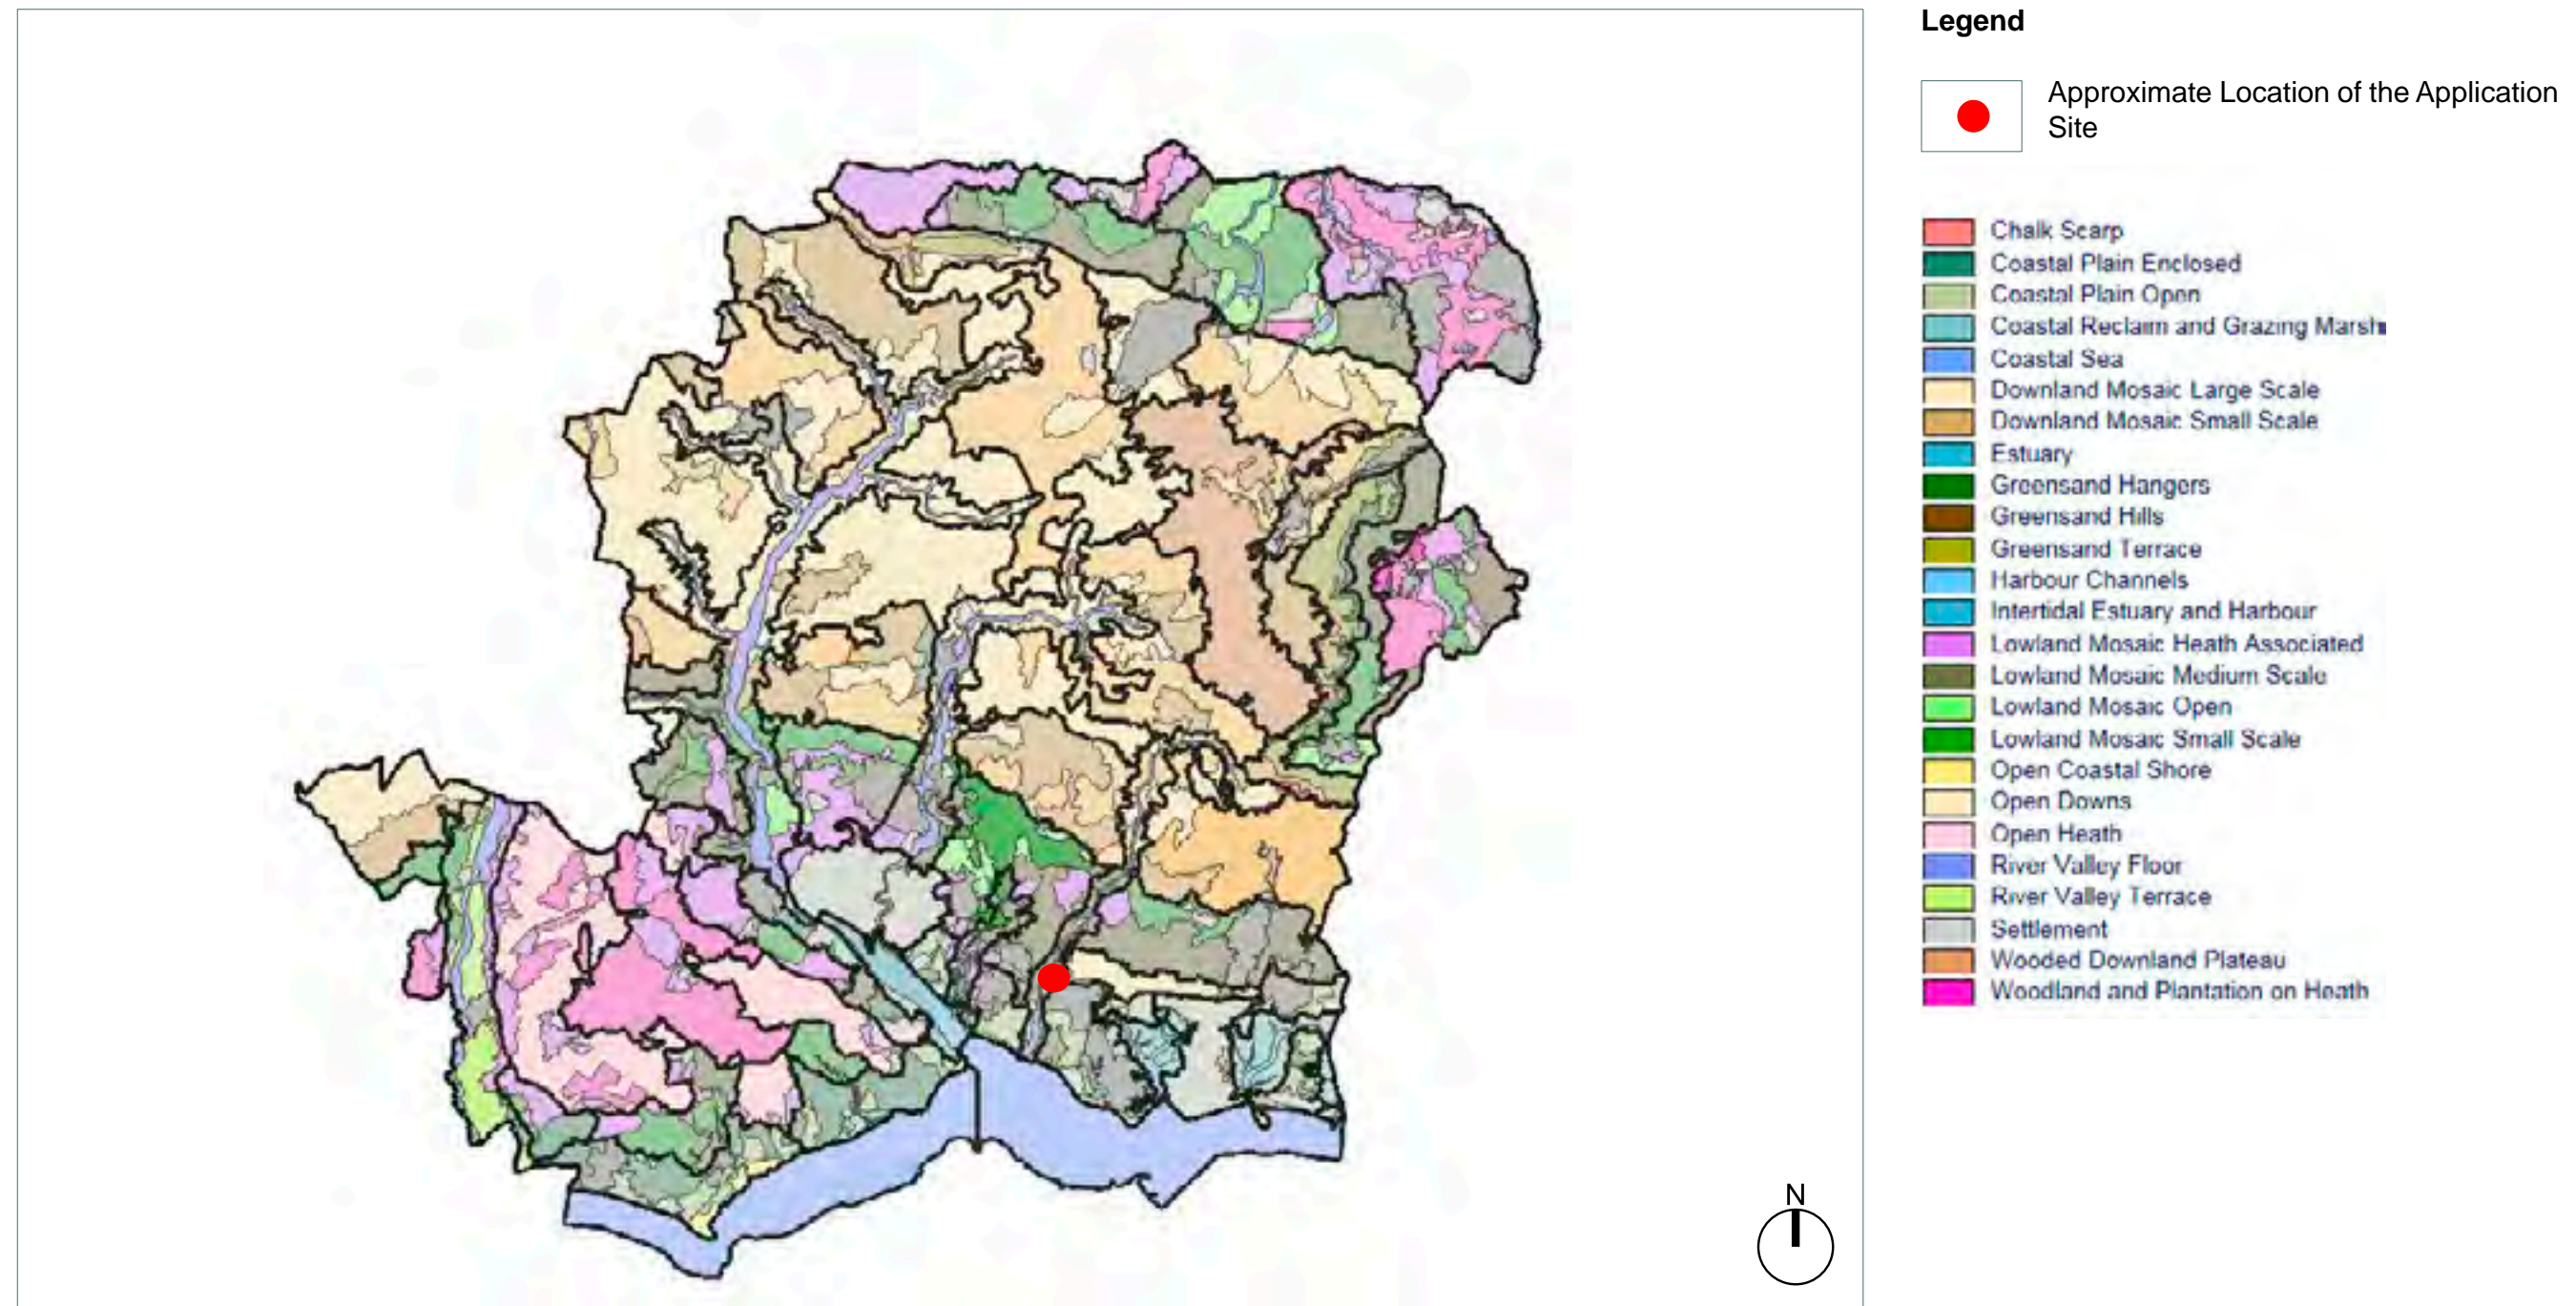 Legend
Approximate Location of the Application
Site
Chalk Scarp
Coastal Plain Enclosed
Coastal Plain Open
Coastal Reclaim and Grazing Marsh
Coastal Sea
Downland Mosaic Large Scale
Downland Mosaic Small Scale
Estuary
Greensand Hangers
Greensand Hills
Greensand Terrace
Harbour Channels
Intertidal Estuary and Harbour
Lowland Mosaic Heath Associated
Lowland Mosaic Medium Scale
Lowland Mosaic Open
Lowland Mosaic Small Scale
Open Coastal Shore
Open Downs
Open Heath
River Valley Floor
River Valley Terrace
Settlement
Wooded Downland Plateau
Woodland and Plantation on Heath
N